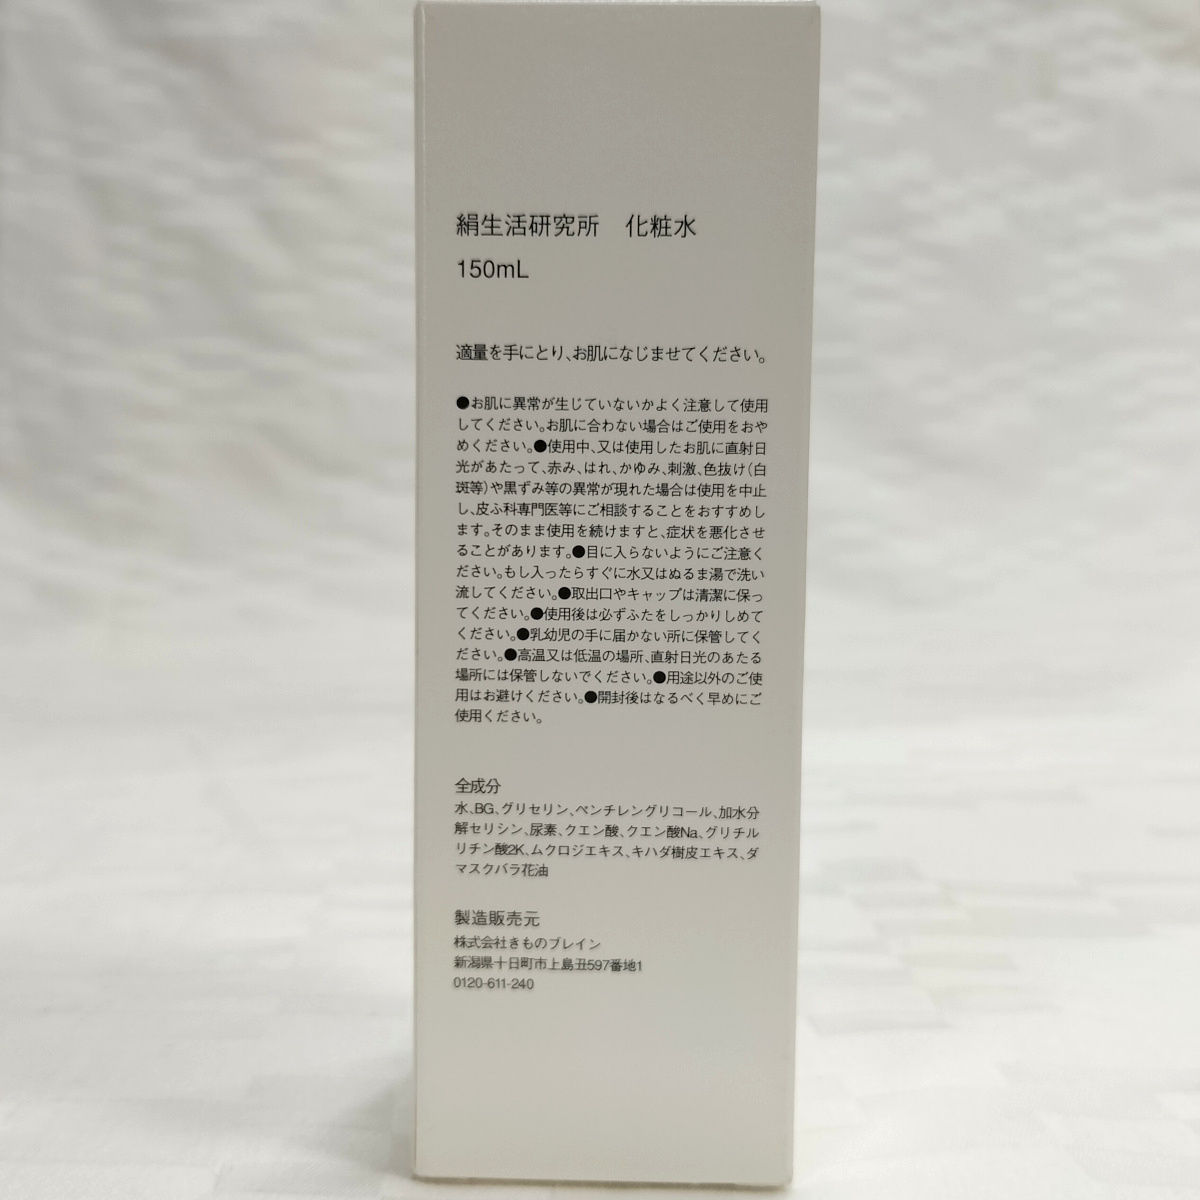 絹生活研究所　化粧水
150mL
適量を手にとり、お肌になじませてください。
●お肌に異常が生じていないかよく注意して使用
してください。お肌に合わない場合はご使用をおや
めください。●使用中、又は使用したお肌に直射日
光があたって、赤み、はれ、かゆみ、刺激、色抜け(白
斑等)や黒ずみ等の異常が現れた場合は使用を中止
し、皮ふ科専門医等にご相談することをおすすめし
ます。そのまま使用を続けますと、症状を悪化させ
ることがあります。●目に入らないようにご注意く
ださい。もし入ったらすぐに水又はぬるま湯で洗い
流してください。●取出口やキャップは清潔に保っ
てください。●使用後は必ずふたをしっかりしめて
ください。●乳幼児の手に届かない所に保管してく
ださい。●高温又は低温の場所、直射日光のあたる
場所には保管しないでください。●用途以外のご使
用はお避けください。●開封後はなるべく早めにご
使用ください。
全成分
水、BG、グリセリン、ペンチレングリコール、加水分
解セリシン、尿素、クエン酸、クエン酸Na、グリチル
リチン酸2K、ムクロジエキス、キハダ樹皮エキス、ダ
マスクバラ花油
製造販売元
株式会社きものブレイン
新潟県十日町市上島丑597番地1
0120-611-240